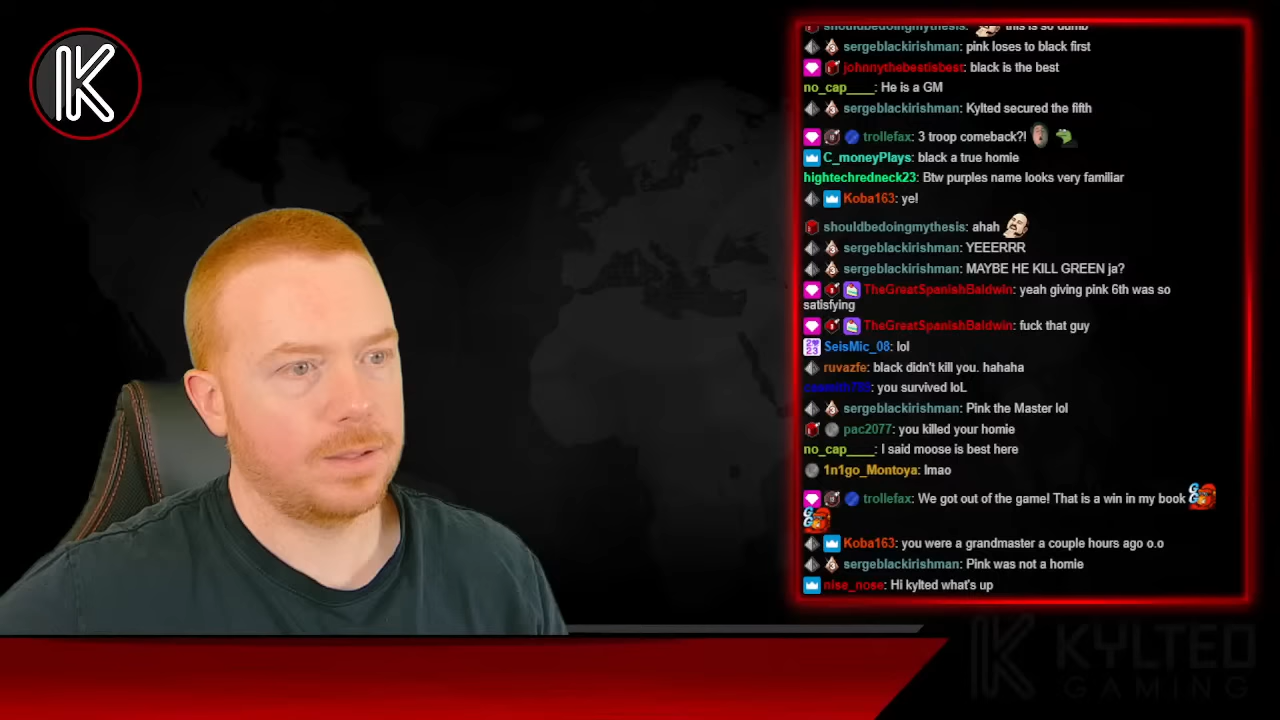 K
shouldbedoingmythesis: this is so dumb
sergeblackirishman: pink loses to black first
johnnythebestisbest: black is the best
no_cap____: He is a GM
sergeblackirishman: Kylted secured the fifth
trollefax: 3 troop comeback?!
C_moneyPlays: black a true homie
hightechredneck23: Btw purples name looks very familiar
Koba163: ye!
shouldbedoingmythesis: ahah
sergeblackirishman: YEEERRR
sergeblackirishman: MAYBE HE KILL GREEN ja?
TheGreatSpanishBaldwin: yeah giving pink 6th was so
satisfying
TheGreatSpanishBaldwin: fuck that guy
SeisMic_08: lol
ruvazfe: black didn't kill you. hahaha
you survived loL
sergeblackirishman: Pink the Master lol
pac2077: you killed your homie
no_cap____: I said moose is best here
1n1go_Montoya: lmao
trollefax: We got out of the game! That is a win in my book
Koba163: you were a grandmaster a couple hours ago o.o
sergeblackirishman: Pink was not a homie
nise_nose: Hi kylted what's up
KYLTED
GAMING